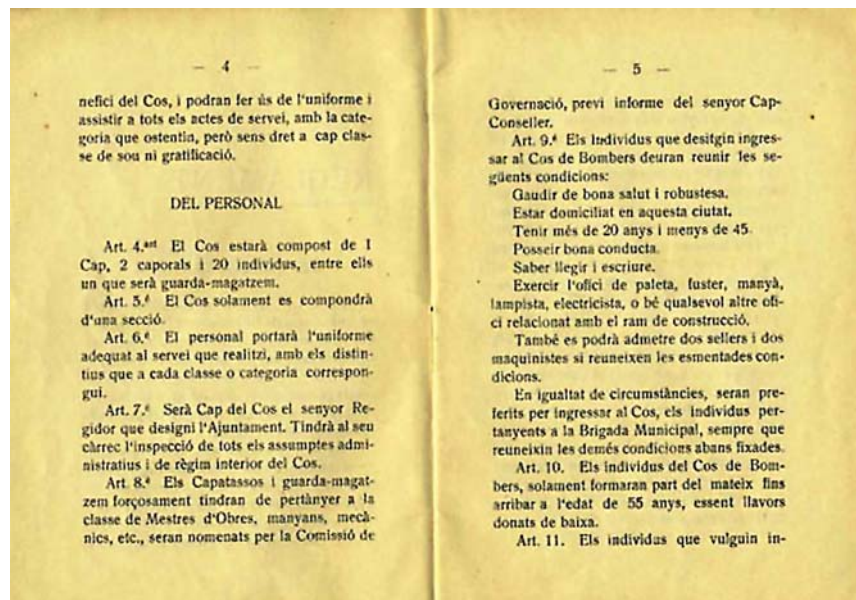 — 4 —
nefici del Cos, i podran fer ús de l'uniforme i
assistir a tots els actes de servei, amb la cate-
goria que ostentin, però sens dret a cap clas-
se de sou ni gratificació.
DEL PERSONAL
Art. 4.art El Cos estarà compost de 1
Cap, 2 caporals i 20 individus, entre ells
un que serà guarda-magatzem.
Art. 5.é El Cos solament es compondrà
d'una secció.
Art. 6.é El personal portarà l'uniforme
adequat al servei que realitzi, amb els distin-
tius que a cada classe o categoria correspon-
gui.
Art. 7.é Serà Cap del Cos el senyor Re-
gidor que designi l'Ajuntament. Tindrà al seu
càrrec l'inspecció de tots els assumptes admi-
nistratius i de règim interior del Cos.
Art. 8.é Els Capatassos i guarda-magat-
zem forçosament tindran de pertànyer a la
classe de Mestres d'Obres, manyans, mecà-
nics, etc., seran nomenats per la Comissió de
— 5 —
Governació, previ informe del senyor Cap-
Conseller.
Art. 9.é Els individus que desitgin ingres-
sar al Cos de Bombers deuran reunir les se-
güents condicions:
Gaudir de bona salut i robustesa.
Estar domiciliat en aquesta ciutat.
Tenir més de 20 anys i menys de 45.
Posseir bona conducta.
Saber llegir i escriure.
Exercir l'ofici de paleta, fuster, manyà,
lampista, electricista, o bé qualsevol altre ofi-
ci relacionat amb el ram de construcció.
També es podrà admetre dos sellers i dos
maquinistes si reuneixen les esmentades con-
dicions.
En igualtat de circumstàncies, seran pre-
ferits per ingressar al Cos, els individus per-
tanyents a la Brigada Municipal, sempre que
reuneixin les demés condicions abans fixades.
Art. 10. Els individus del Cos de Bom-
bers, solament formaran part del mateix fins
arribar a l'edat de 55 anys, essent llavors
donats de baixa.
Art. 11. Els individus que vulguin in-